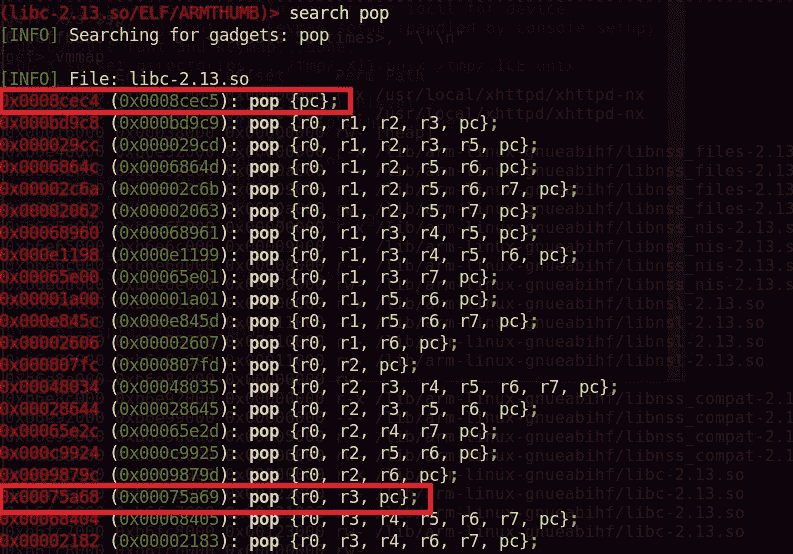 (libc-2.13.so/ELF/ARMTHUMB)> search pop
[INFO] Searching for gadgets: pop
[INFO] File: libc-2.13.so
0x0008cec4 (0x0008cec5): pop {pc};
0x000bd9c8 (0x000bd9c9): pop {r0, r1, r2, r3, pc};
0x000029cc (0x000029cd): pop {r0, r1, r2, r3, r5, pc};
0x0006864c (0x0006864d): pop {r0, r1, r2, r5, r6, pc};
0x00002c6a (0x00002c6b): pop {r0, r1, r2, r5, r6, r7, pc};
0x00002062 (0x00002063): pop {r0, r1, r2, r5, r7, pc};
0x00068960 (0x00068961): pop {r0, r1, r3, r4, r5, pc};
0x000e1198 (0x000e1199): pop {r0, r1, r3, r4, r5, r6, pc};
0x00065e00 (0x00065e01): pop {r0, r1, r3, r7, pc};
0x00001a00 (0x00001a01): pop {r0, r1, r5, r6, pc};
0x000e845c (0x000e845d): pop {r0, r1, r5, r6, r7, pc};
0x00002606 (0x00002607): pop {r0, r1, r6, pc};
0x000807fc (0x000807fd): pop {r0, r2, pc};
0x00048034 (0x00048035): pop {r0, r2, r3, r4, r5, r6, r7, pc};
0x00028644 (0x00028645): pop {r0, r2, r3, r5, r6, pc};
0x00065e2c (0x00065e2d): pop {r0, r2, r4, r7, pc};
0x000c9924 (0x000c9925): pop {r0, r2, r5, r6, pc};
0x0009879c (0x0009879d): pop {r0, r2, r6, pc};
0x00075a68 (0x00075a69): pop {r0, r3, pc};
0x00068404 (0x00068405): pop {r0, r3, r4, r5, r6, r7, pc};
0x00002182 (0x00002183): pop {r0, r3, r4, r6, r7, pc};